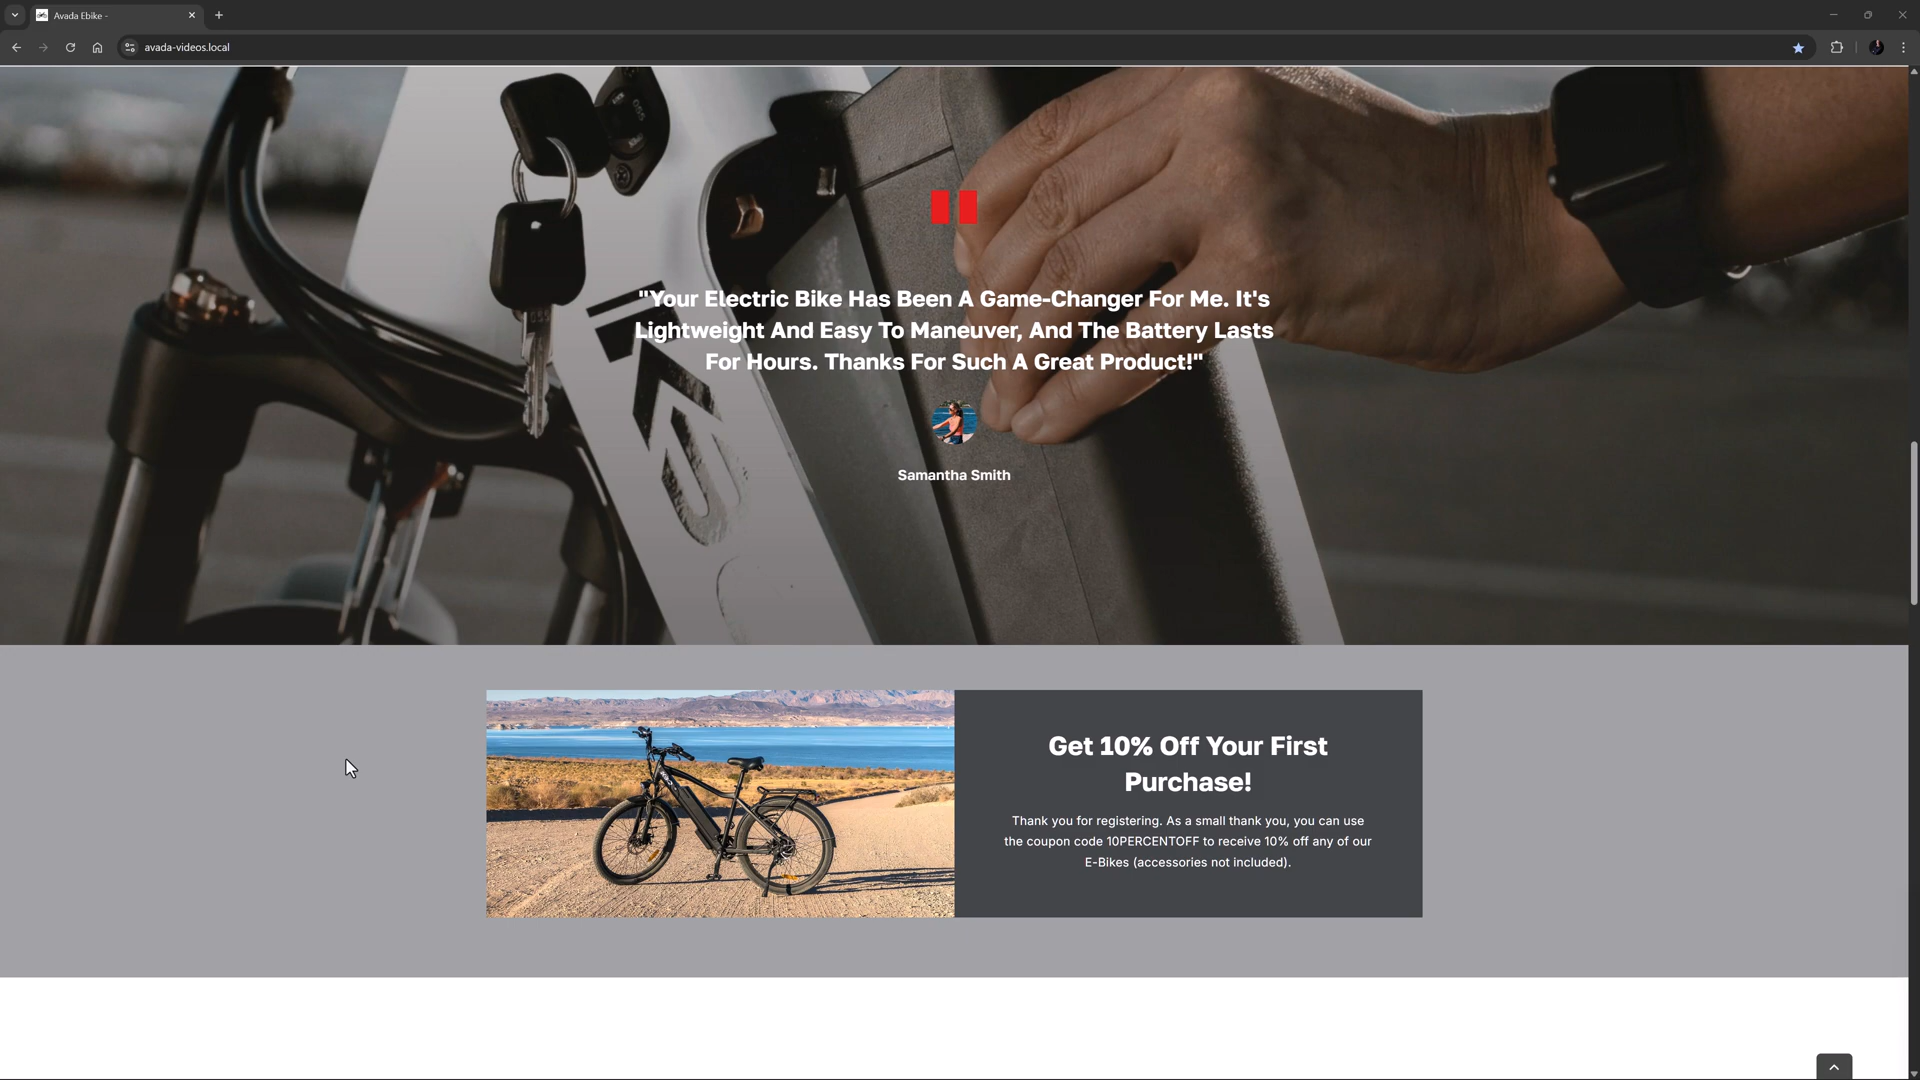 Avada Ebike -
avada-videos.local
"Your Electric Bike Has Been A Game-Changer For Me. It's
Lightweight And Easy To Maneuver, And The Battery Lasts
For Hours. Thanks For Such A Great Product!"
Samantha Smith
Get 10% Off Your First
Purchase!
Thank you for registering. As a small thank you, you can use
the coupon code 10PERCENTOFF to receive 10% off any of our
E-Bikes (accessories not included).